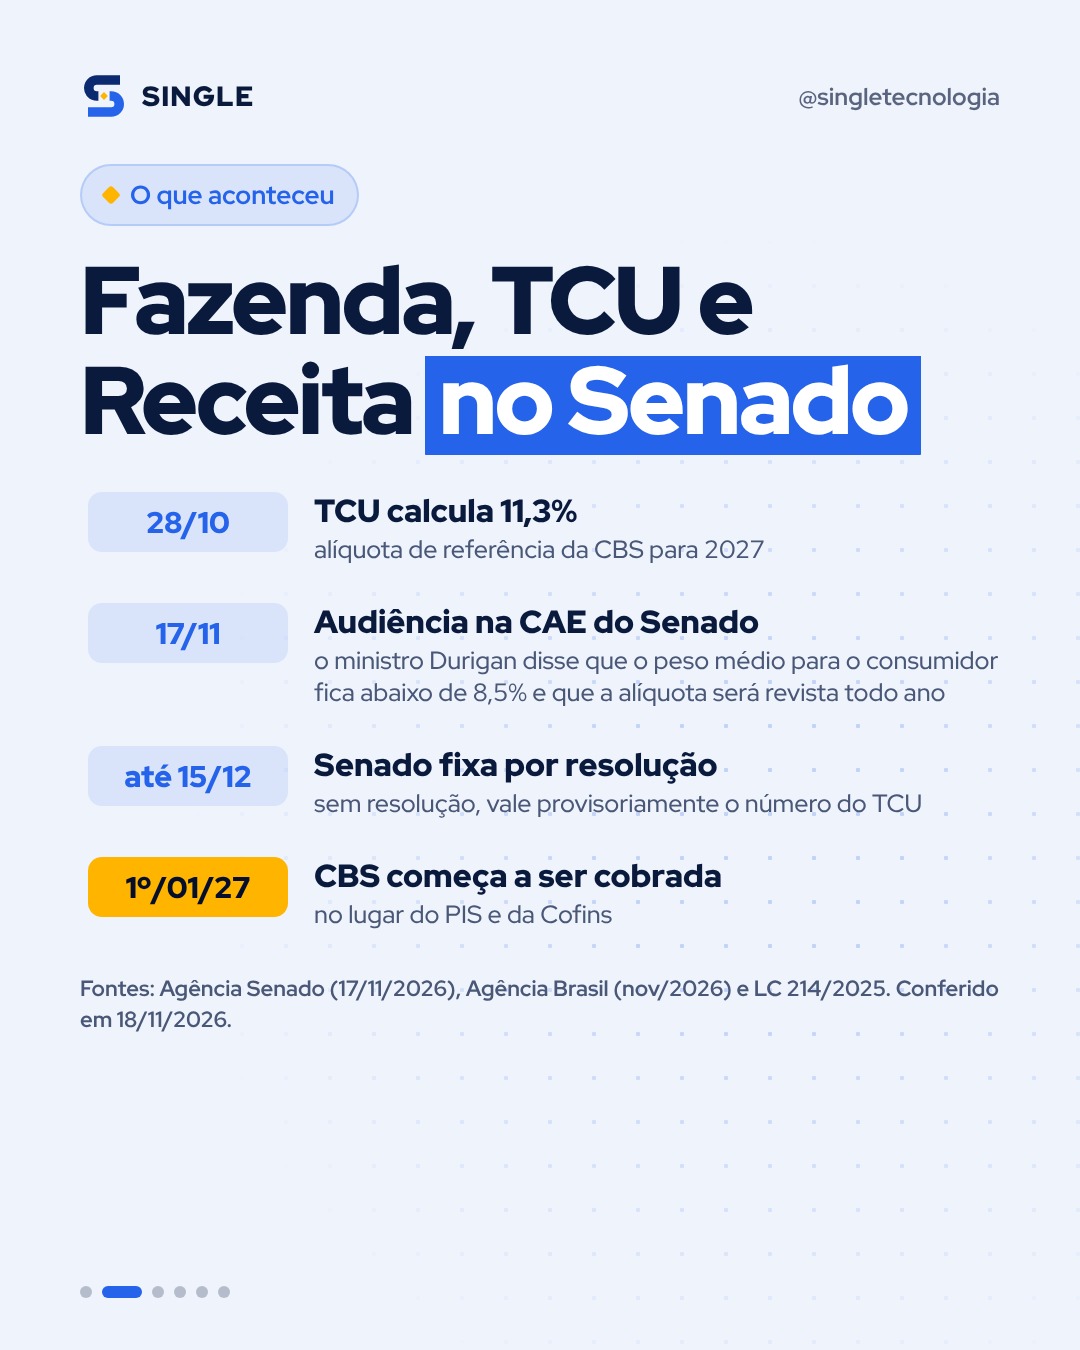 SINGLE
@singletecnologia
O que aconteceu
Fazenda, TCU e
Receita no Senado
28/10
TCU calcula 11,3%
alíquota de referência da CBS para 2027
17/11
Audiência na CAE do Senado
o ministro Durigan disse que o peso médio para o consumidor
fica abaixo de 8,5% e que a alíquota será revista todo ano
até 15/12
Senado fixa por resolução
sem resolução, vale provisoriamente o número do TCU
1º/01/27
CBS começa a ser cobrada
no lugar do PIS e da Cofins
Fontes: Agência Senado (17/11/2026), Agência Brasil (nov/2026) e LC 214/2025. Conferido
em 18/11/2026.